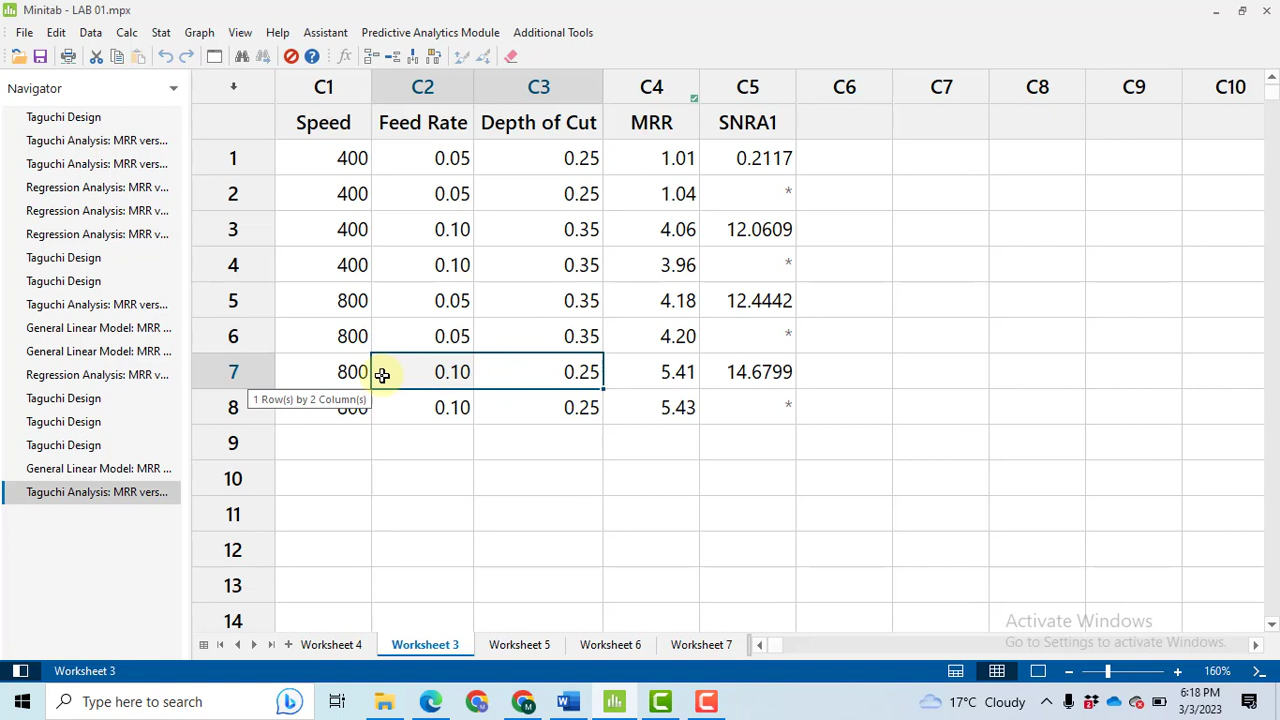 Minitab - LAB 01.mpx
File Edit Data Calc Stat Graph View Help Assistant Predictive Analytics Module Additional Tools
Navigator
Taguchi Design
Taguchi Analysis: MRR vers...
Taguchi Analysis: MRR vers...
Regression Analysis: MRR v...
Regression Analysis: MRR v...
Regression Analysis: MRR v...
Taguchi Design
Taguchi Design
Taguchi Analysis: MRR vers...
General Linear Model: MRR ...
General Linear Model: MRR ...
Regression Analysis: MRR v...
Taguchi Design
Taguchi Design
Taguchi Design
General Linear Model: MRR ...
Taguchi Analysis: MRR vers...
C1 C2 C3 C4 C5 C6 C7 C8 C9 C10
Speed Feed Rate Depth of Cut MRR SNRA1
1 400 0.05 0.25 1.01 0.2117
2 400 0.05 0.25 1.04 *
3 400 0.10 0.35 4.06 12.0609
4 400 0.10 0.35 3.96 *
5 800 0.05 0.35 4.18 12.4442
6 800 0.05 0.35 4.20 *
7 800 0.10 0.25 5.41 14.6799
1 Row(s) by 2 Column(s)
8 800 0.10 0.25 5.43 *
9
10
11
12
13
14
Activate Windows
Go to Settings to activate Windows.
Worksheet 4 Worksheet 3 Worksheet 5 Worksheet 6 Worksheet 7
Worksheet 3 160%
Type here to search 17°C Cloudy 6:18 PM
3/3/2023